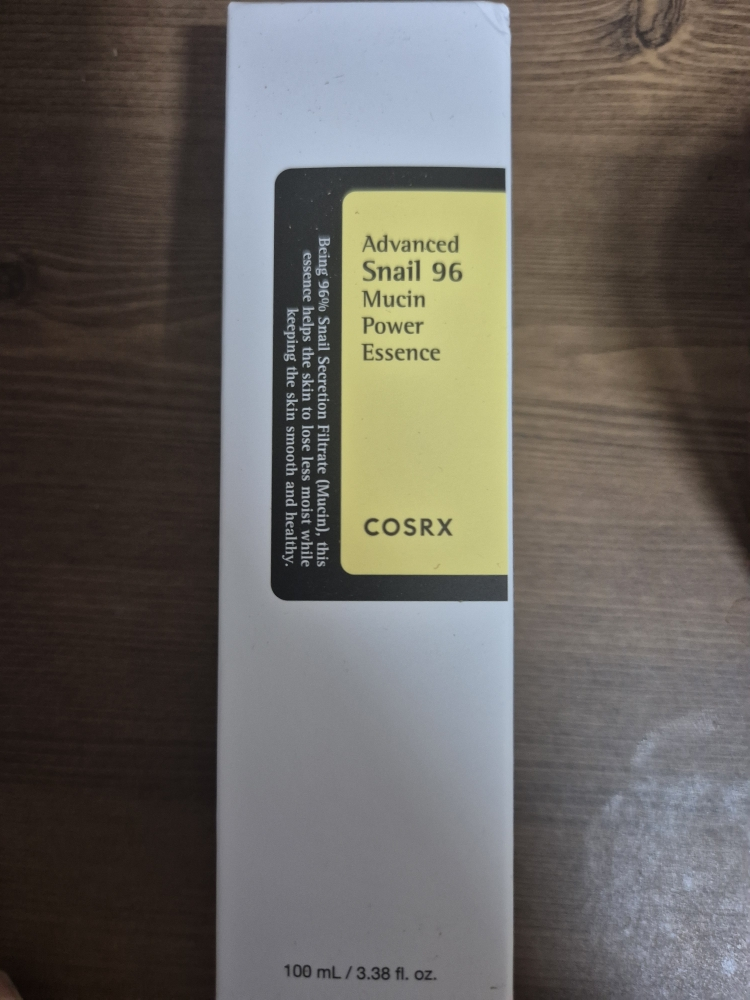 Advanced
Snail 96
Mucin
Power
Essence
COSRX
Being 96% Snail Secretion Filtrate (Mucin), this
essence helps the skin to lose less moist while
keeping the skin smooth and healthy.
100 mL / 3.38 fl. oz.